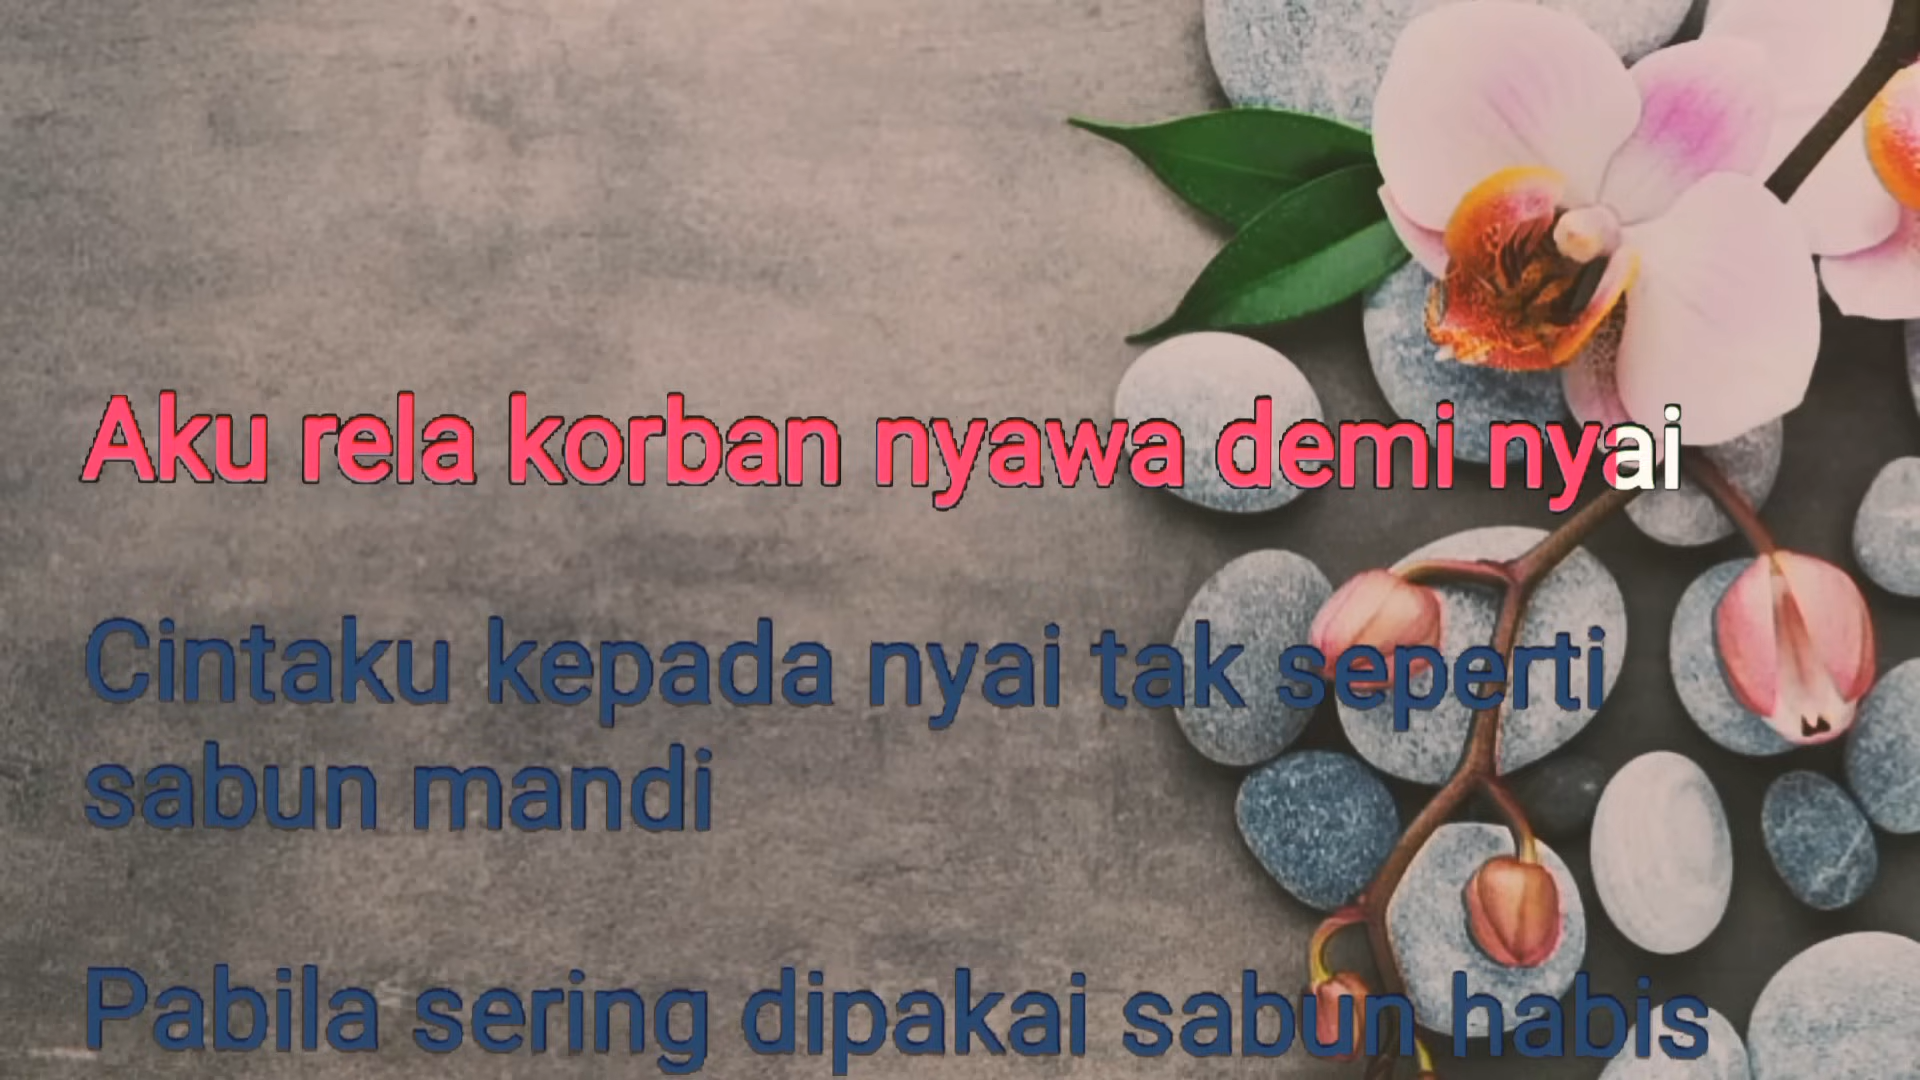 Aku rela korban nyawa demi nyai
Cintaku kepada nyai tak seperti
sabun mandi
Pabila sering dipakai sabun habis